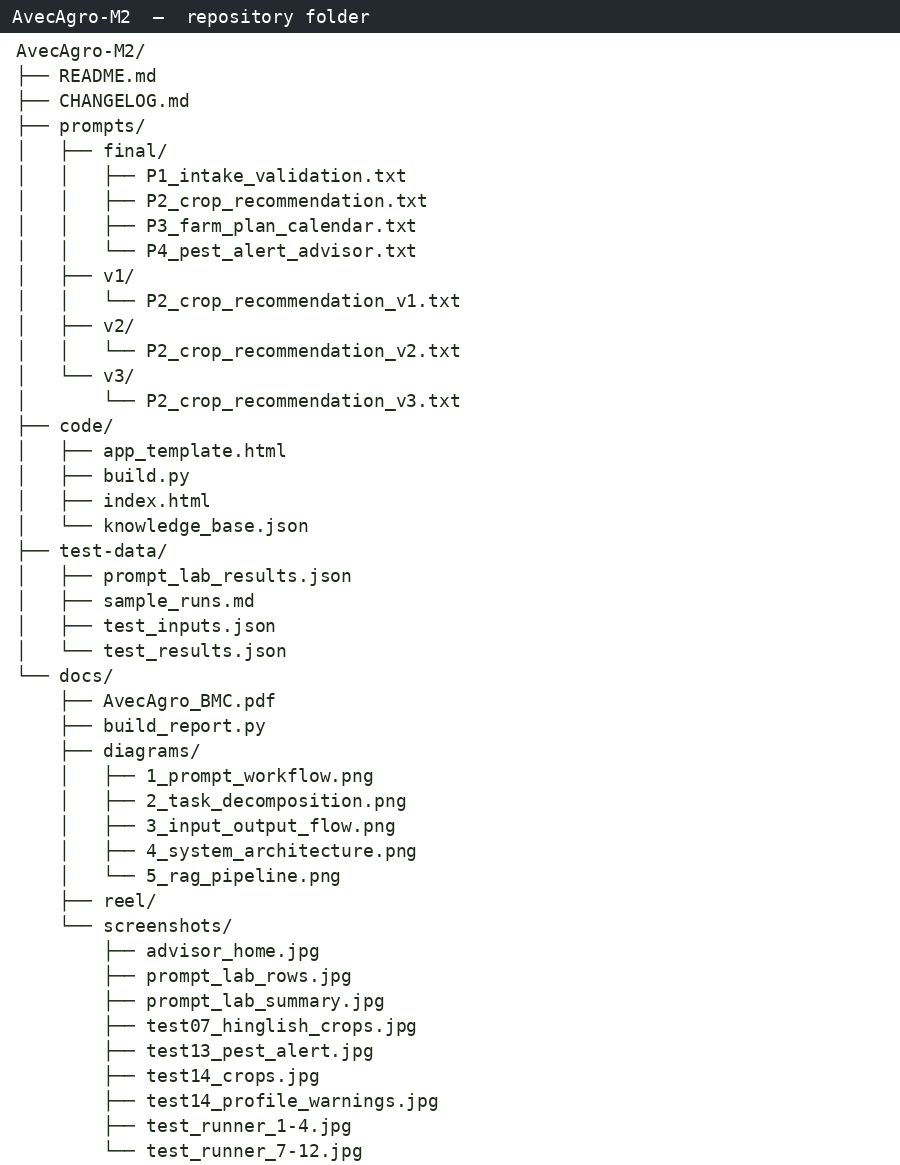 AvecAgro-M2  —  repository folder
AvecAgro-M2/
├── README.md
├── CHANGELOG.md
├── prompts/
│   ├── final/
│   │   ├── P1_intake_validation.txt
│   │   ├── P2_crop_recommendation.txt
│   │   ├── P3_farm_plan_calendar.txt
│   │   └── P4_pest_alert_advisor.txt
│   ├── v1/
│   │   └── P2_crop_recommendation_v1.txt
│   ├── v2/
│   │   └── P2_crop_recommendation_v2.txt
│   └── v3/
│       └── P2_crop_recommendation_v3.txt
├── code/
│   ├── app_template.html
│   ├── build.py
│   ├── index.html
│   └── knowledge_base.json
├── test-data/
│   ├── prompt_lab_results.json
│   ├── sample_runs.md
│   ├── test_inputs.json
│   └── test_results.json
└── docs/
    ├── AvecAgro_BMC.pdf
    ├── build_report.py
    ├── diagrams/
    │   ├── 1_prompt_workflow.png
    │   ├── 2_task_decomposition.png
    │   ├── 3_input_output_flow.png
    │   ├── 4_system_architecture.png
    │   └── 5_rag_pipeline.png
    ├── reel/
    └── screenshots/
        ├── advisor_home.jpg
        ├── prompt_lab_rows.jpg
        ├── prompt_lab_summary.jpg
        ├── test07_hinglish_crops.jpg
        ├── test13_pest_alert.jpg
        ├── test14_crops.jpg
        ├── test14_profile_warnings.jpg
        ├── test_runner_1-4.jpg
        └── test_runner_7-12.jpg